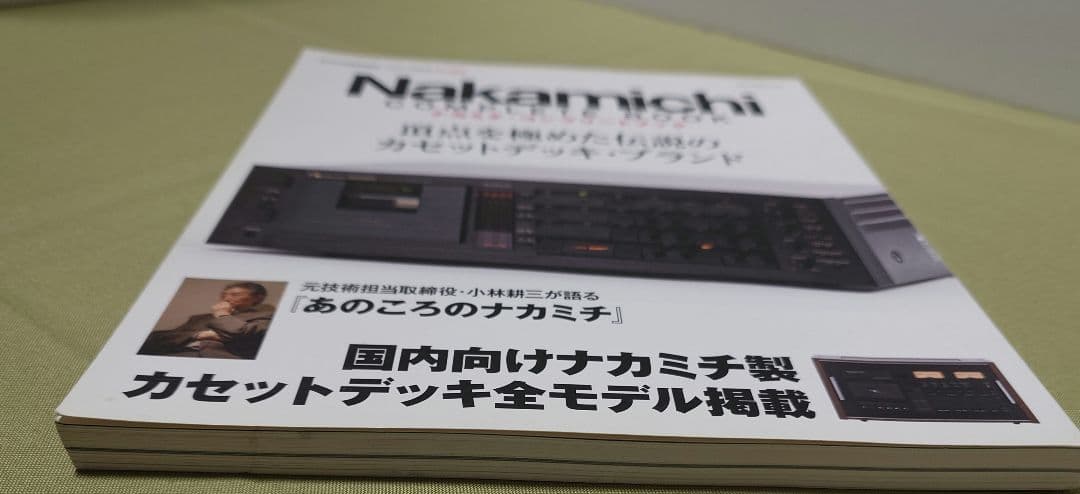 Nakamichi
COMPLETE BOOK
頂点を極めた伝説の
カセットデッキ・ブランド
元技術担当取締役・小林耕三が語る
『あのころのナカミチ』
国内向けナカミチ製
カセットデッキ全モデル掲載